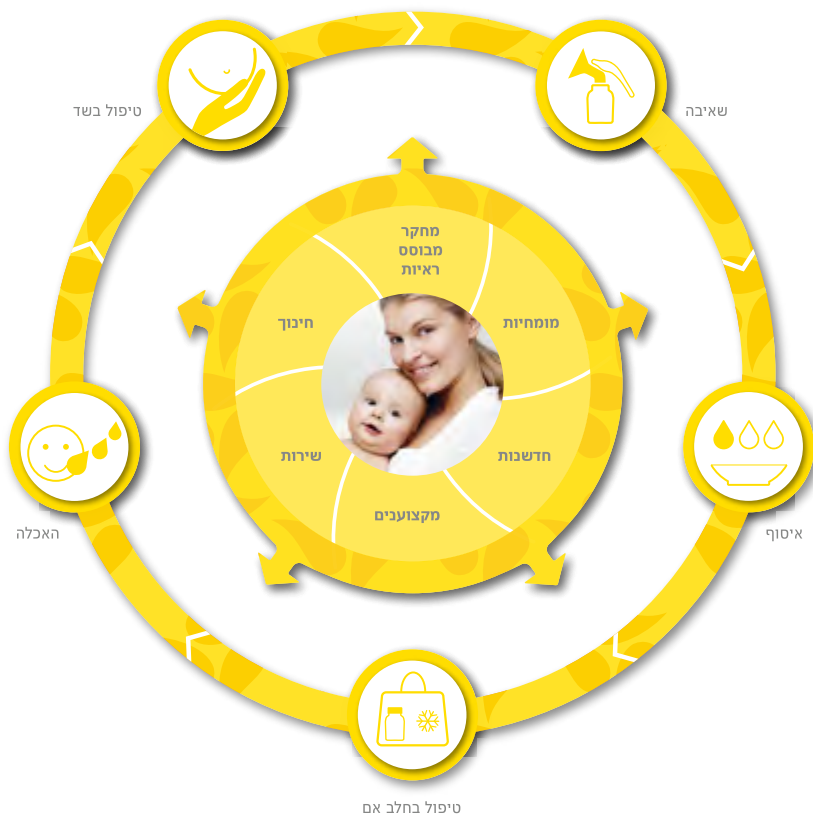 טיפול בשד
שאיבה
מחקר
מבוסס
ראיות
חינוך
מומחיות
שירות
חדשנות
מקצוענים
האכלה
איסוף
טיפול בחלב אם